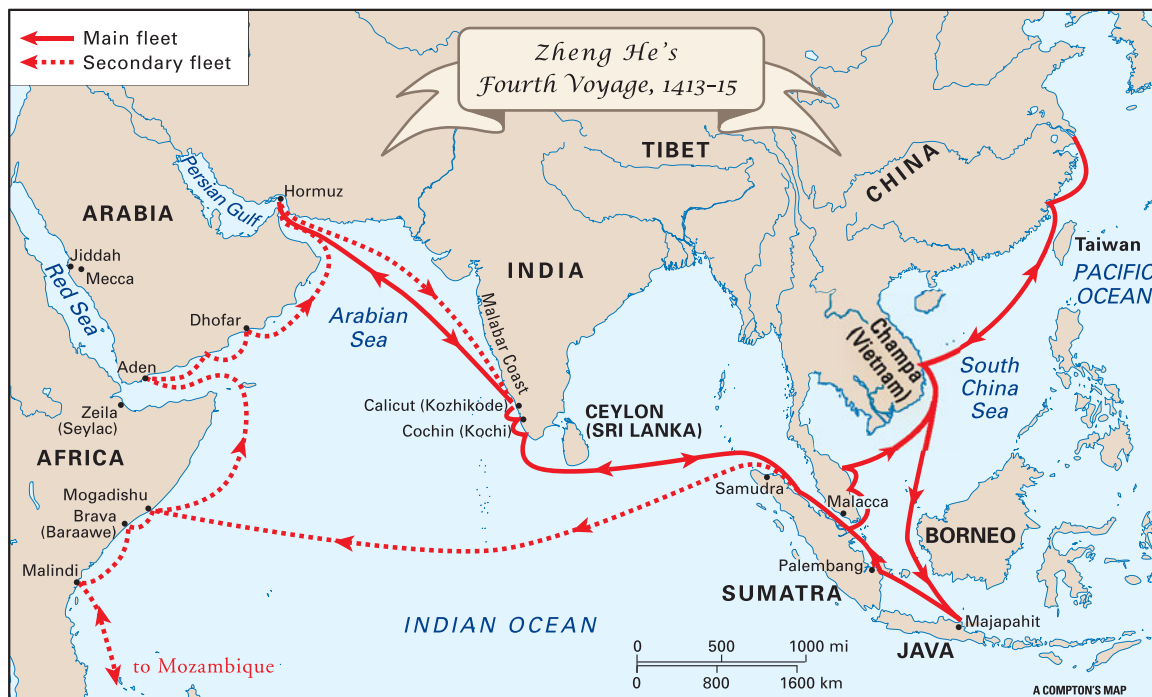 Main fleet
Secondary fleet
Zheng He's
Fourth Voyage, 1413–15
TIBET
CHINA
Hormuz
Persian Gulf
ARABIA
Jiddah
Mecca
Red Sea
INDIA
Taiwan
PACIFIC
OCEAN
Dhofar
Arabian
Sea
Malabar Coast
Champa
(Vietnam)
South
China
Sea
Aden
Zeila
(Seylac)
Calicut (Kozhikode)
Cochin (Kochi)
CEYLON
(SRI LANKA)
AFRICA
Mogadishu
Brava
(Baraawe)
Samudra
Malacca
BORNEO
Malindi
Palembang
SUMATRA
Majapahit
INDIAN OCEAN
JAVA
to Mozambique
0 500 1000 mi
0 800 1600 km
A COMPTON'S MAP